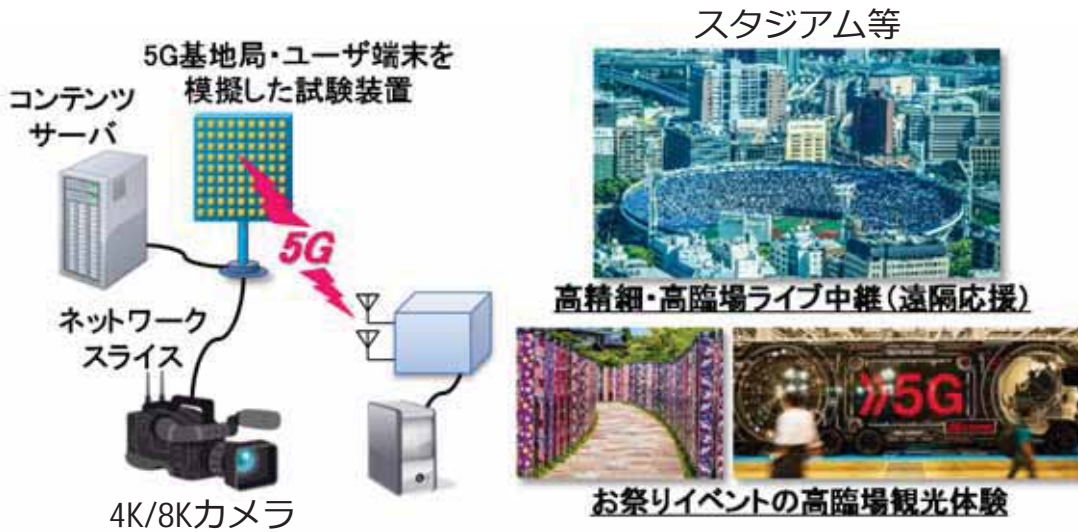 5G基地局・ユーザ端末を
模擬した試験装置
コンテンツ
サーバ
5G
ネットワーク
スライス
4K/8Kカメラ
スタジアム等
高精細・高臨場ライブ中継(遠隔応援)
》5G
お祭りイベントの高臨場観光体験